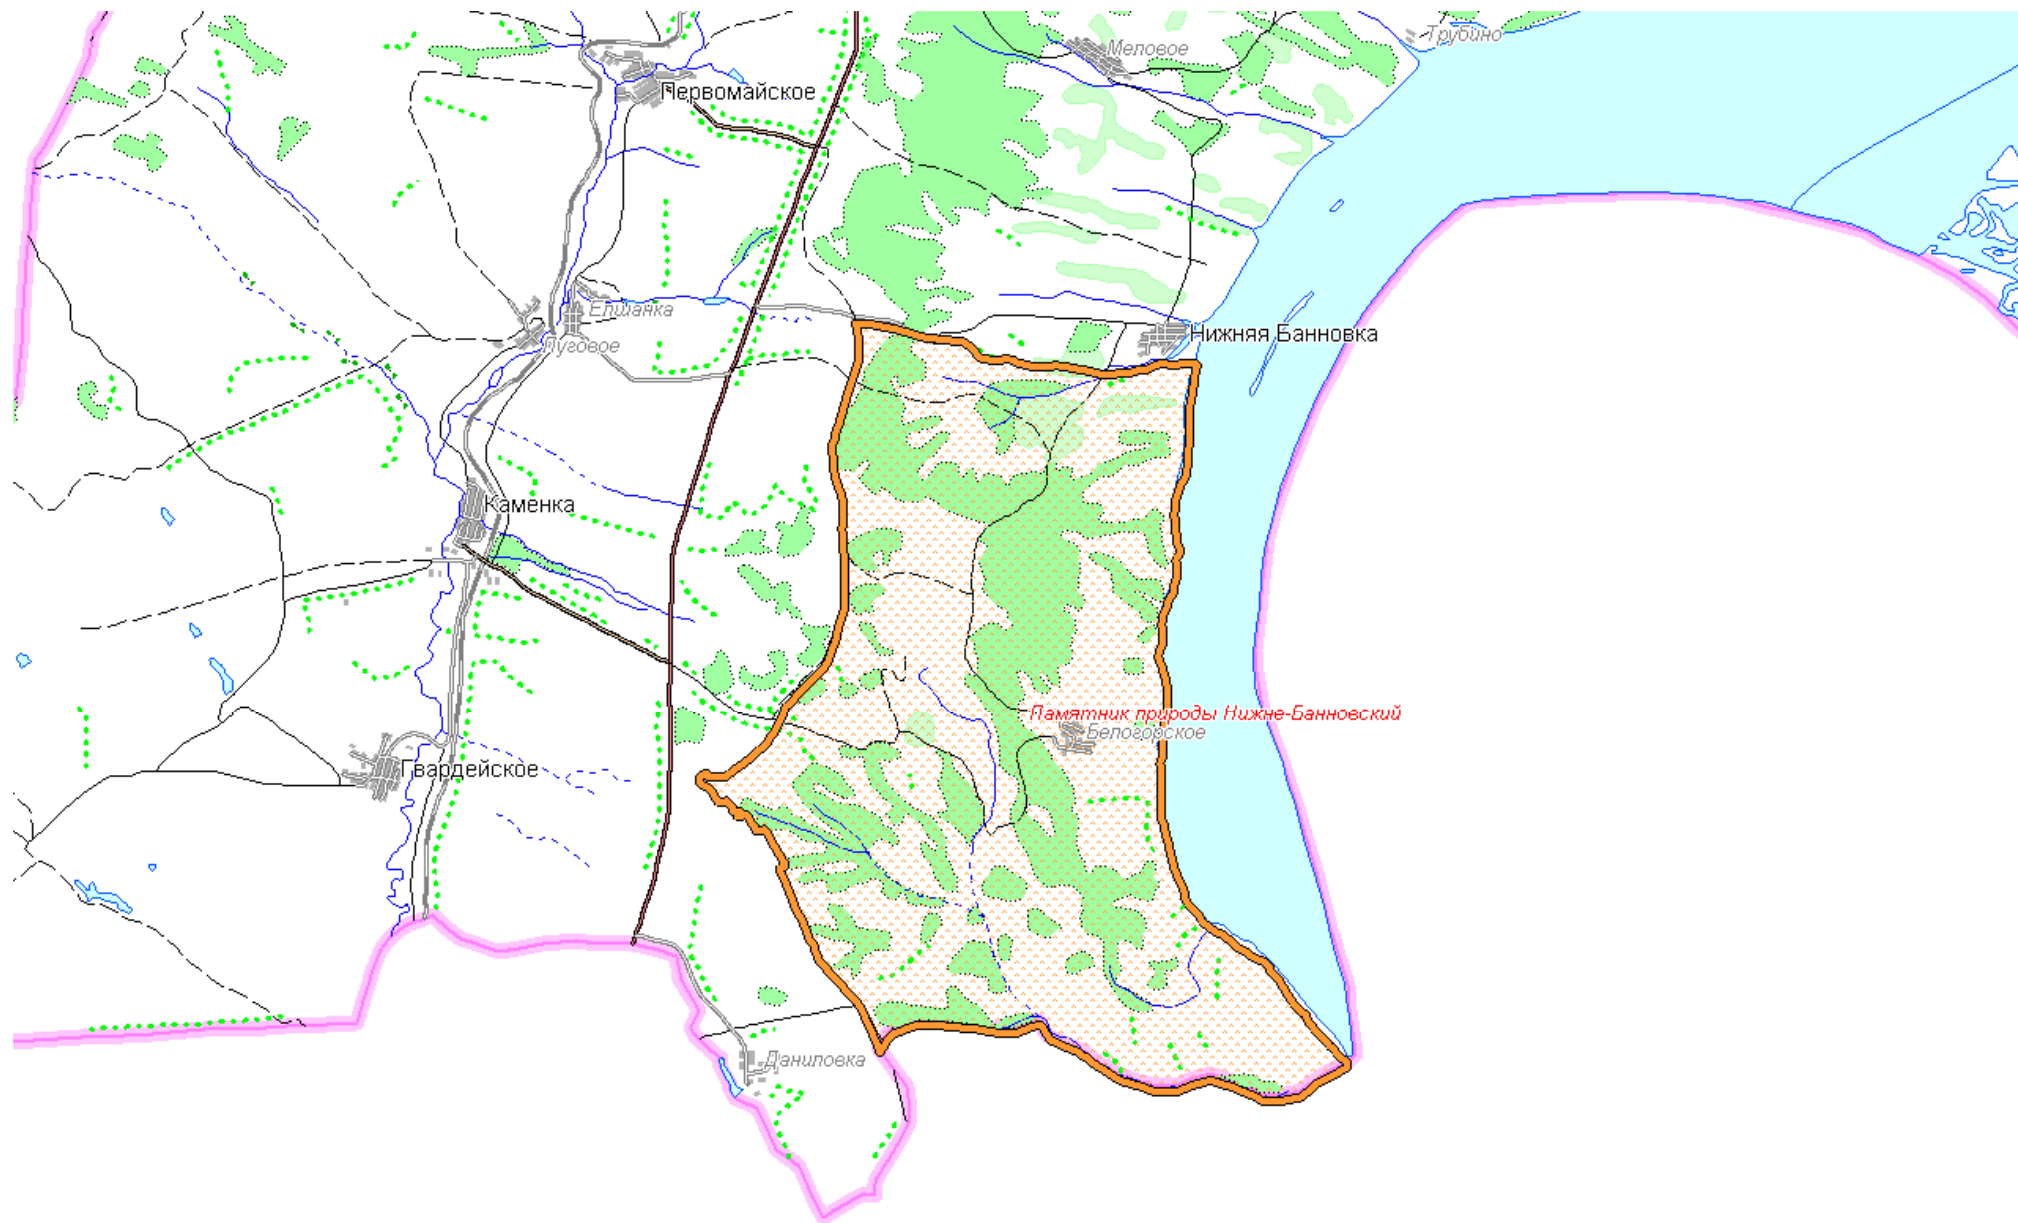 Трубино
Меловое
Первомайское
Елшанка
Нижняя Банновка
Луговое
Каменка
Памятник природы Нижне-Банновский
Белогорское
Гвардейское
Даниловка